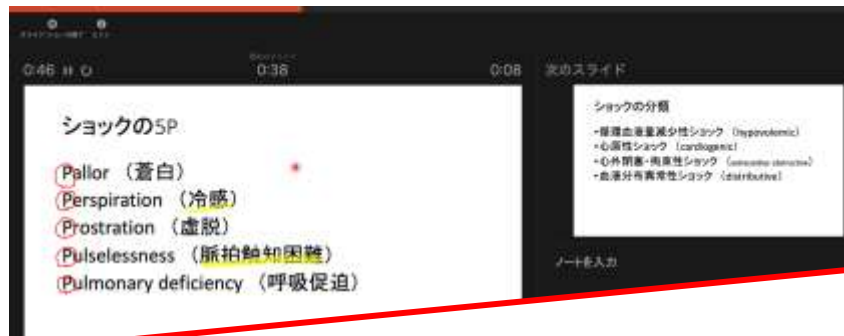 0:46
0:38
0:08
次のスライド
ショックの5P
Pallor （蒼白）
Perspiration （冷感）
Prostration （虚脱）
Pulselessness （脈拍触知困難）
Pulmonary deficiency （呼吸促迫）
ショックの分類
・循環血液量減少性ショック （hypovolemic）
・心原性ショック （cardiogenic）
・心外閉塞・拘束性ショック
・血液分布異常性ショック （distributive）
ノートを入力